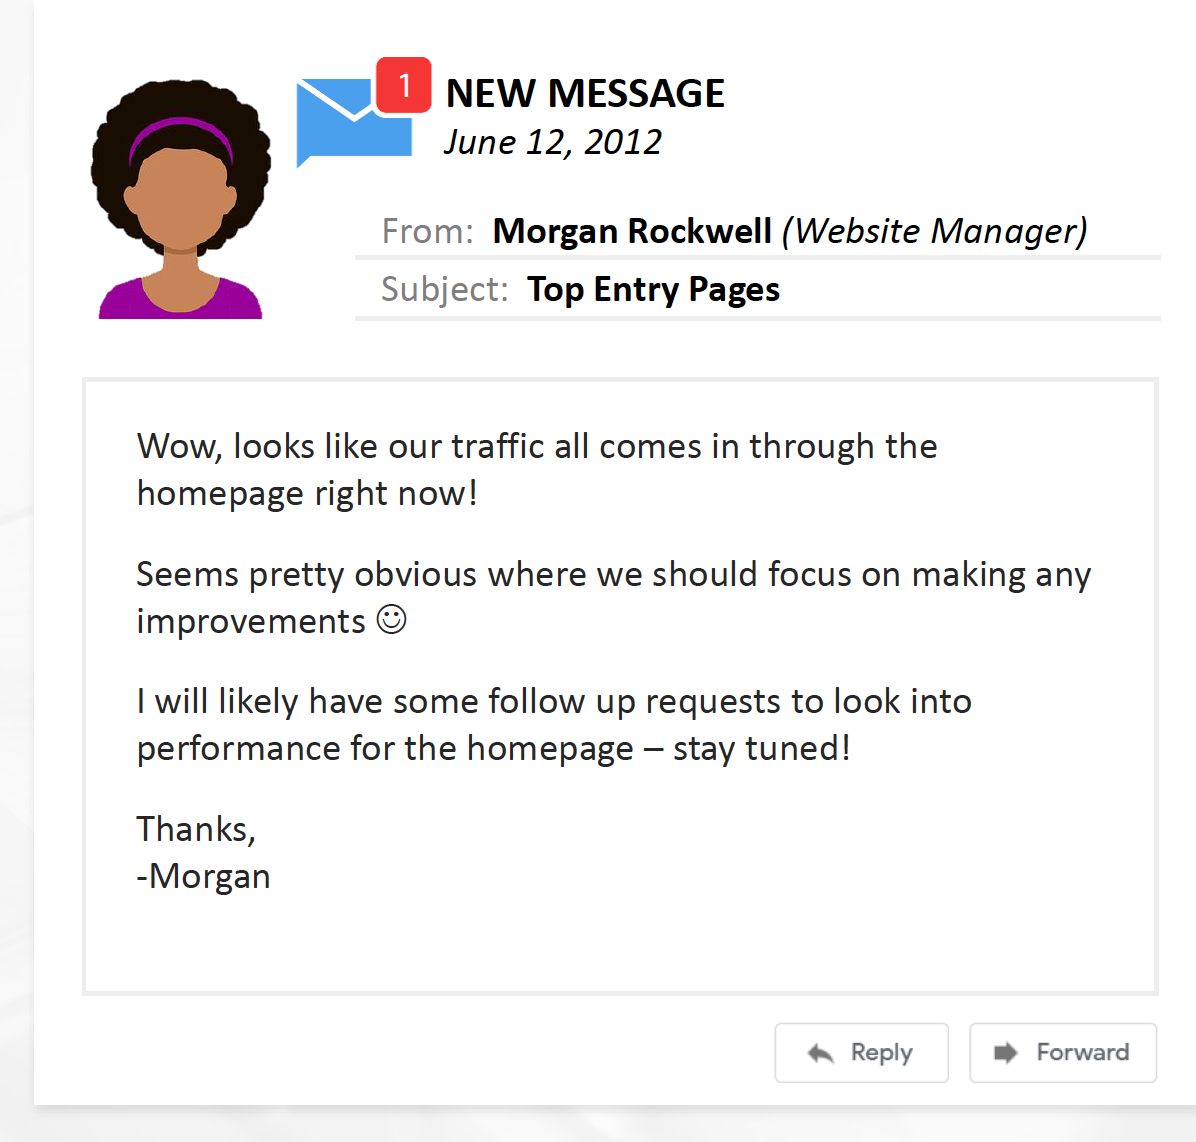 1
NEW MESSAGE
June 12, 2012
From: Morgan Rockwell (Website Manager)
Subject: Top Entry Pages
Wow, looks like our traffic all comes in through the
homepage right now!
Seems pretty obvious where we should focus on making any
improvements ☺
I will likely have some follow up requests to look into
performance for the homepage – stay tuned!
Thanks,
-Morgan
Reply
Forward